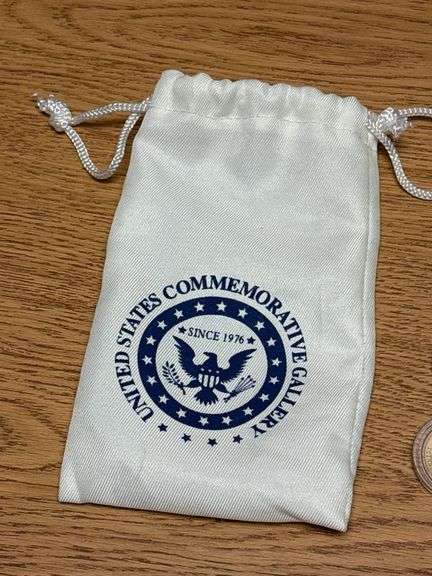 UNITED STATES COMMEMORATIVE GALLERY
SINCE 1976